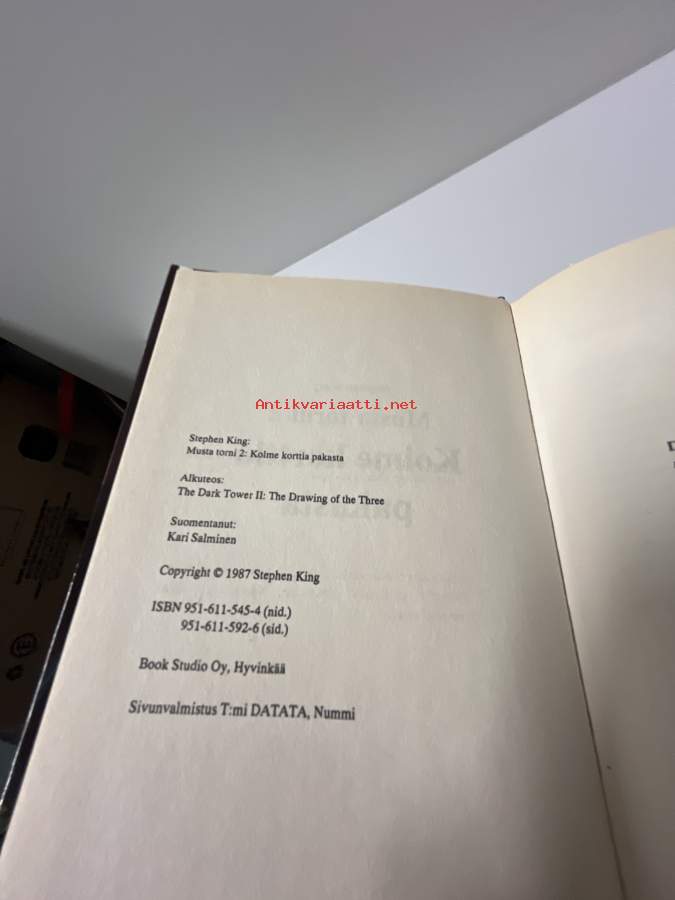 Antikvariaatti.net
Stephen King:
Musta torni 2: Kolme korttia pakasta
Alkuteos:
The Dark Tower II: The Drawing of the Three
Suomentanut:
Kari Salminen
Copyright © 1987 Stephen King
ISBN 951-611-545-4 (nid.)
951-611-592-6 (sid.)
Book Studio Oy, Hyvinkää
Sivunvalmistus T:mi DATATA, Nummi